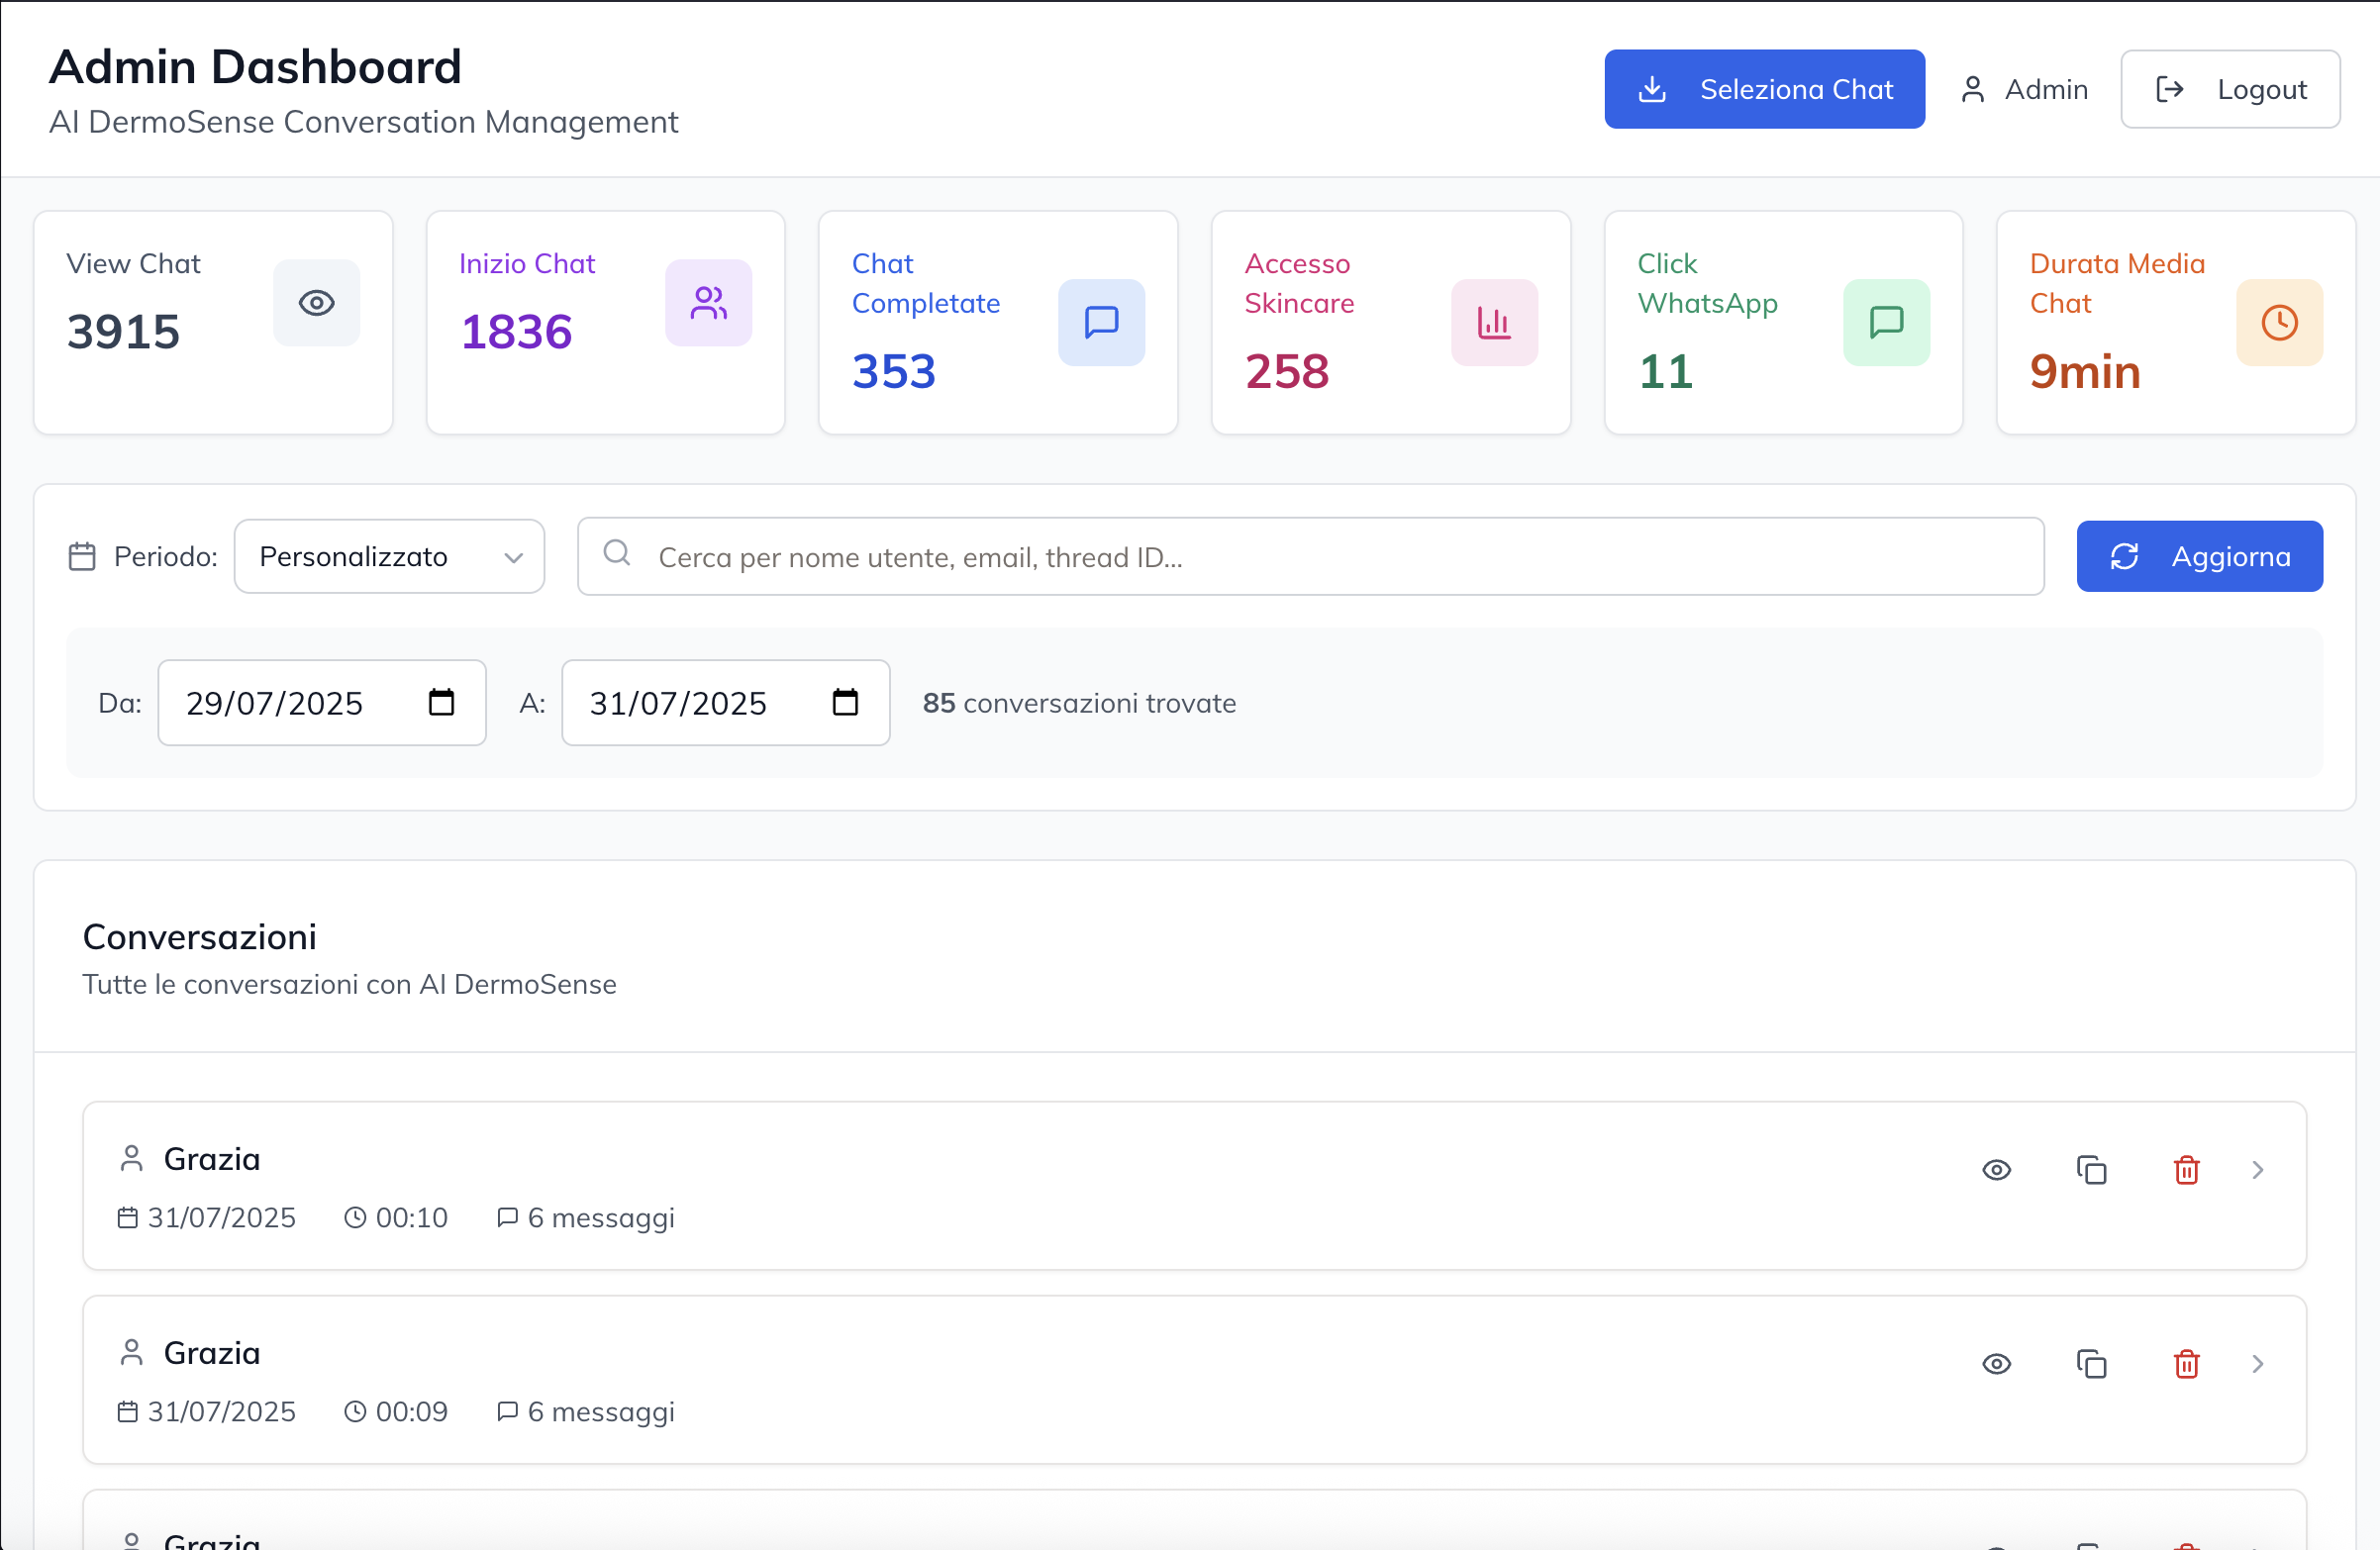 Admin Dashboard
AI DermoSense Conversation Management
Seleziona Chat
Admin
Logout
View Chat
3915
Inizio Chat
1836
Chat
Completate
353
Accesso
Skincare
258
Click
WhatsApp
11
Durata Media
Chat
9min
Periodo:
Personalizzato
Cerca per nome utente, email, thread ID...
Aggiorna
Da:
29/07/2025
A:
31/07/2025
85 conversazioni trovate
Conversazioni
Tutte le conversazioni con AI DermoSense
Grazia
31/07/2025
00:10
6 messaggi
Grazia
31/07/2025
00:09
6 messaggi
Grazia